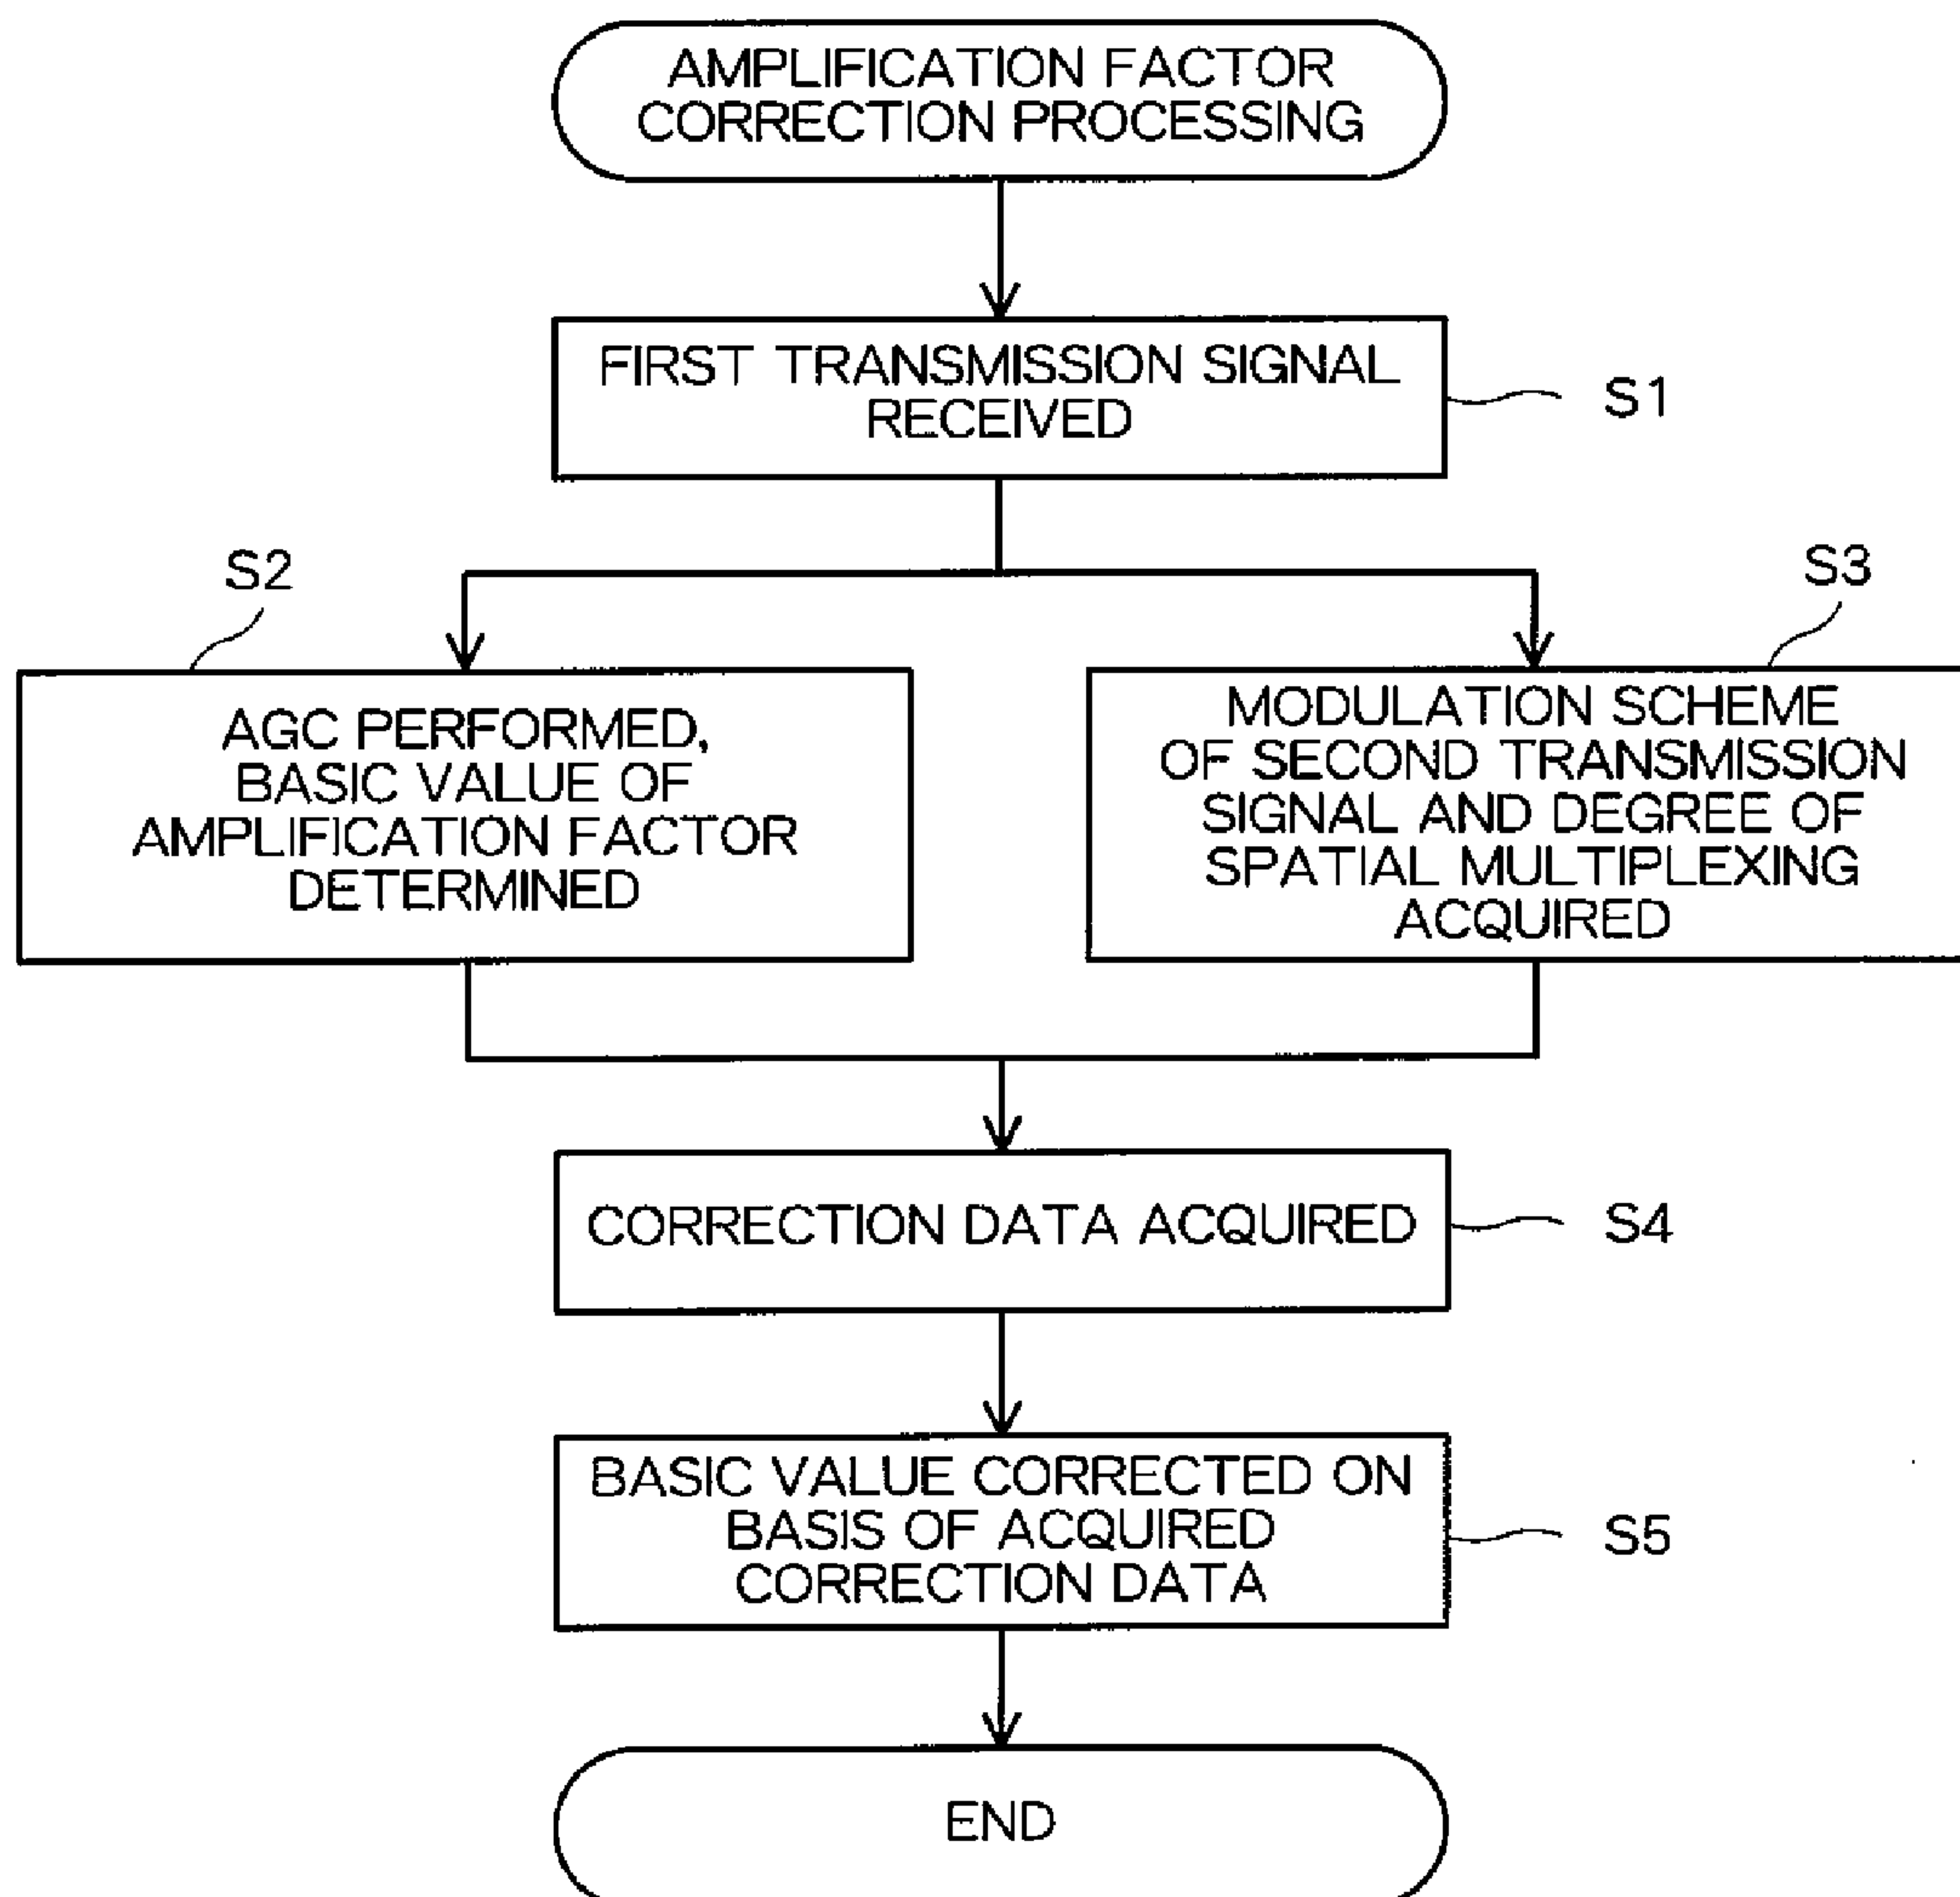 AMPLIFICATION FACTOR
CORRECTION PROCESSING
FIRST TRANSMISSION SIGNAL
RECEIVED
S1
S2
AGC PERFORMED,
BASIC VALUE OF
AMPLIFICATION FACTOR
DETERMINED
S3
MODULATION SCHEME
OF SECOND TRANSMISSION
SIGNAL AND DEGREE OF
SPATIAL MULTIPLEXING
ACQUIRED
CORRECTION DATA ACQUIRED
S4
BASIC VALUE CORRECTED ON
BASIS OF ACQUIRED
CORRECTION DATA
S5
END